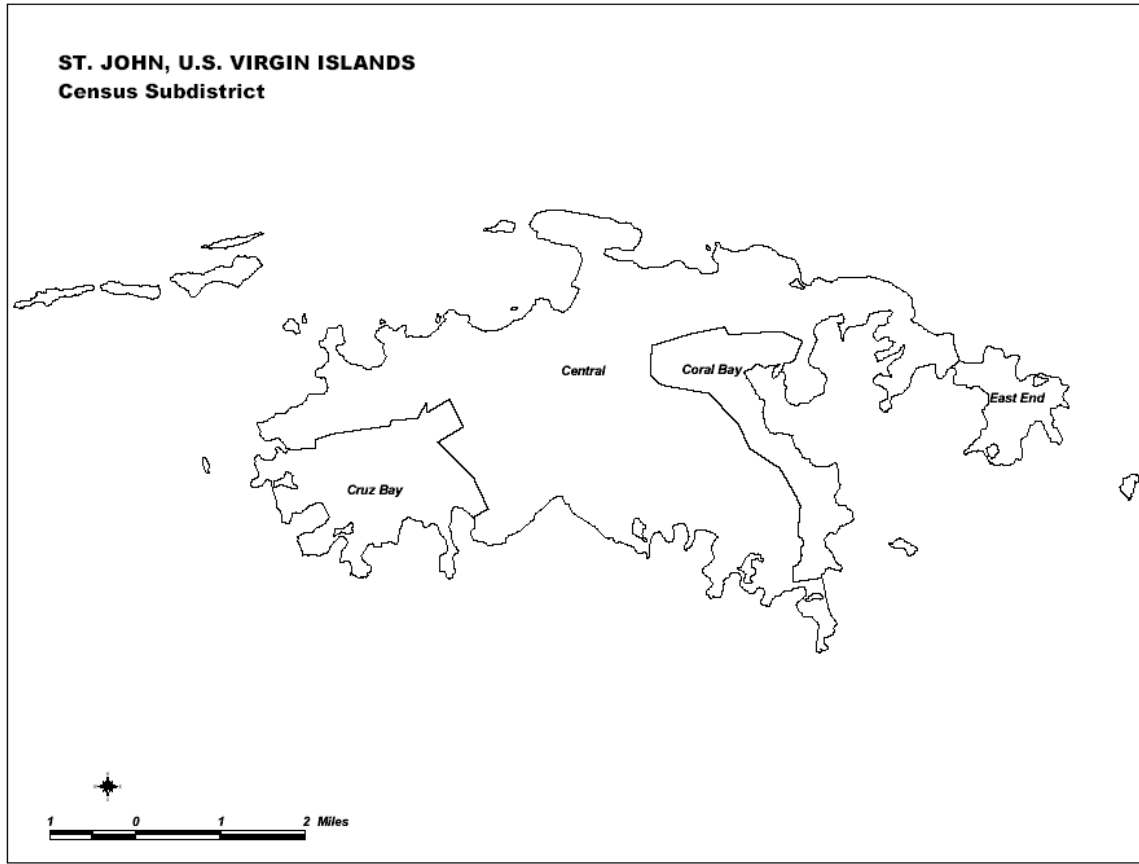 ST. JOHN, U.S. VIRGIN ISLANDS
Census Subdistrict
Central
Coral Bay
East End
Cruz Bay
1 0 1 2 Miles